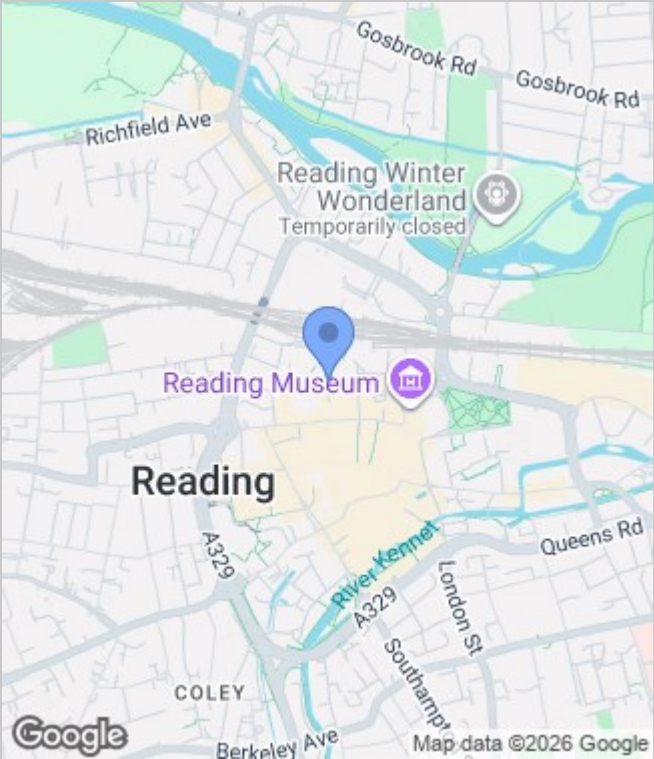 Gosbrook Rd
Gosbrook Rd
Richfield Ave
Reading Winter
Wonderland
Temporarily closed
Reading Museum
Reading
A329
River Kennet
Queens Rd
A329
London St
Southampt
COLEY
Berkeley Ave
Google
Map data ©2026 Google